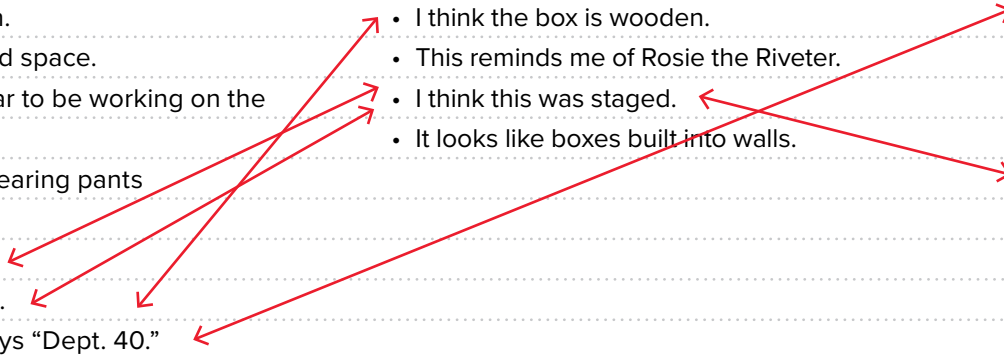 .
d space.
ar to be working on the
earing pants
.
ys “Dept. 40.”
• I think the box is wooden.
• This reminds me of Rosie the Riveter.
• I think this was staged.
• It looks like boxes built into walls.